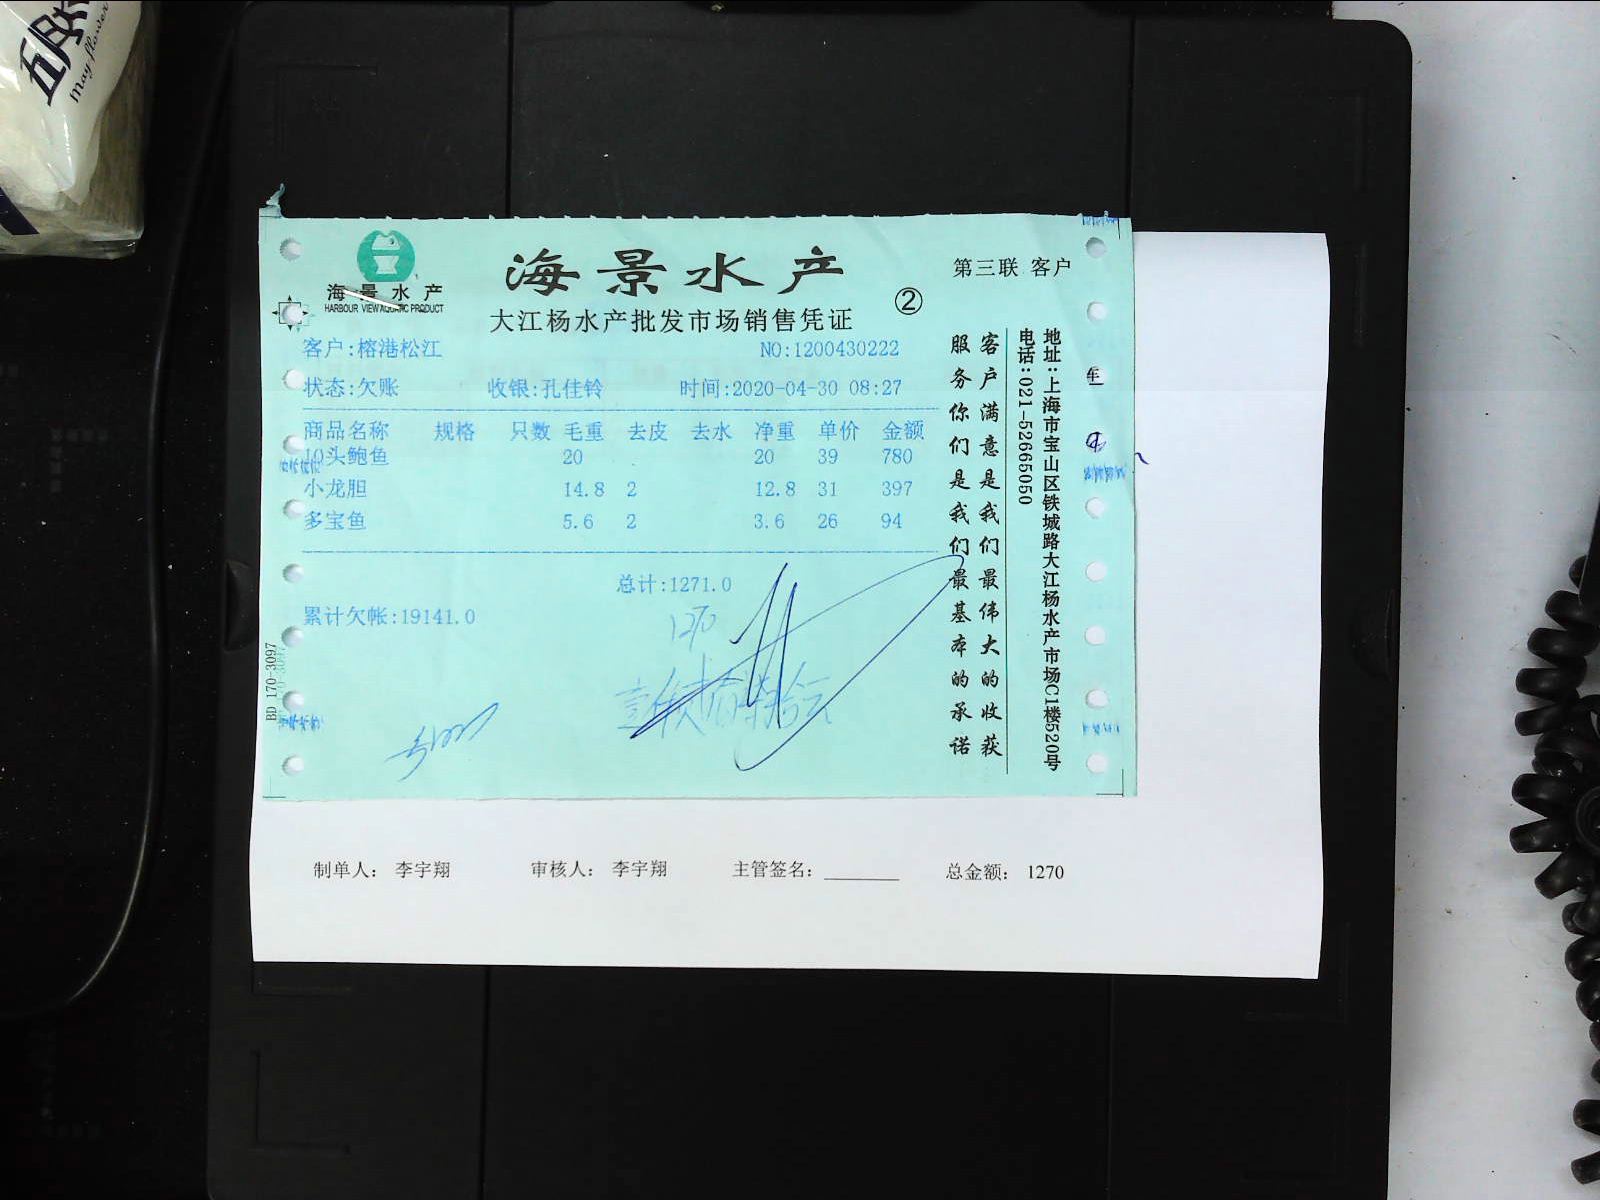 五月
May flower
海景水产
HARBOUR VIEW AQUATIC PRODUCT
海景水产
第三联 客户
②
大江杨水产批发市场销售凭证
客户:榕港松江 NO:1200430222
状态:欠账 收银:孔佳铃 时间:2020-04-30 08:27
商品名称 规格 只数 毛重 去皮 去水 净重 单价 金额
10头鲍鱼 20 20 39 780
小龙胆 14.8 2 12.8 31 397
多宝鱼 5.6 2 3.6 26 94
总计:1271.0
累计欠帐:19141.0
1270
客户满意是我们最伟大的收获
服务你们是我们最基本的承诺
地址:上海市宝山区铁城路大江杨水产市场C1楼520号
电话:021-52665050
BD 170-3097
制单人: 李宇翔 审核人: 李宇翔 主管签名: 总金额: 1270